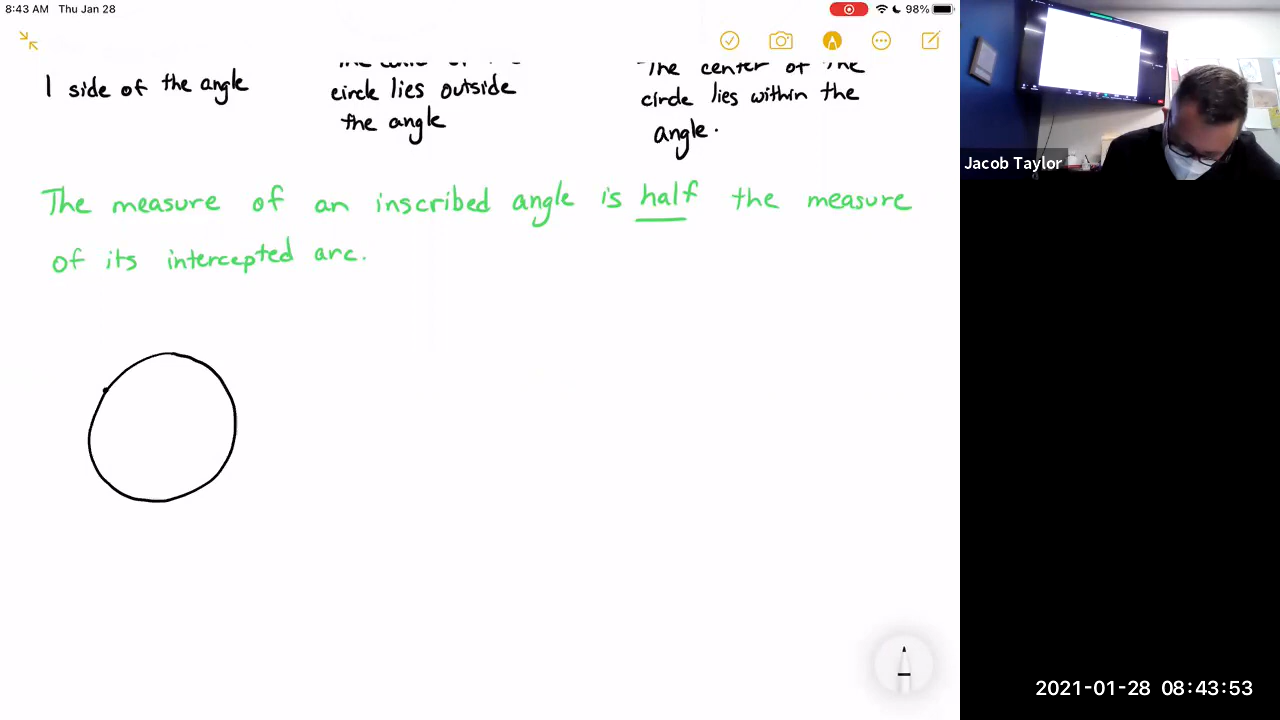 8:43 AM Thu Jan 28
98%
1 side of the angle
circle lies outside
the angle
The center of the
circle lies within the
angle.
The measure of an inscribed angle is half the measure
of its intercepted arc.
Jacob Taylor
2021-01-28 08:43:53